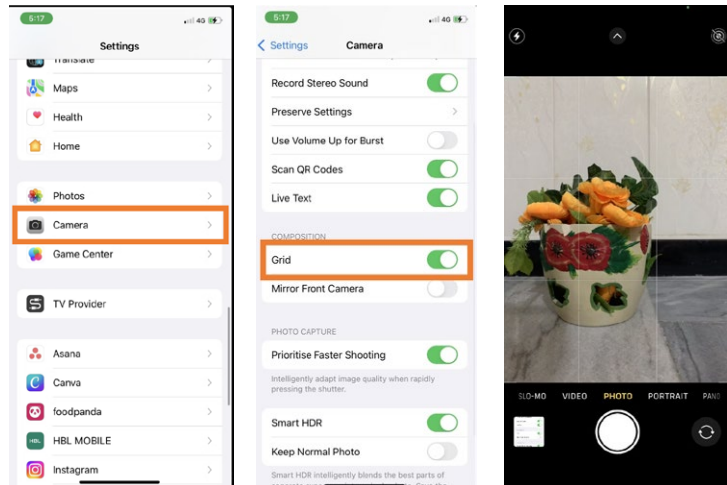 5:17
4G
Settings
Translate
Maps
Health
Home
Photos
Camera
Game Center
TV Provider
Asana
Canva
foodpanda
HBL
HBL MOBILE
Instagram
5:17
4G
Settings
Camera
Record Stereo Sound
Preserve Settings
Use Volume Up for Burst
Scan QR Codes
Live Text
COMPOSITION
Grid
Mirror Front Camera
PHOTO CAPTURE
Prioritise Faster Shooting
Intelligently adapt image quality when rapidly
pressing the shutter.
Smart HDR
Keep Normal Photo
Smart HDR intelligently blends the best parts of
SLO-MO VIDEO PHOTO PORTRAIT PANO